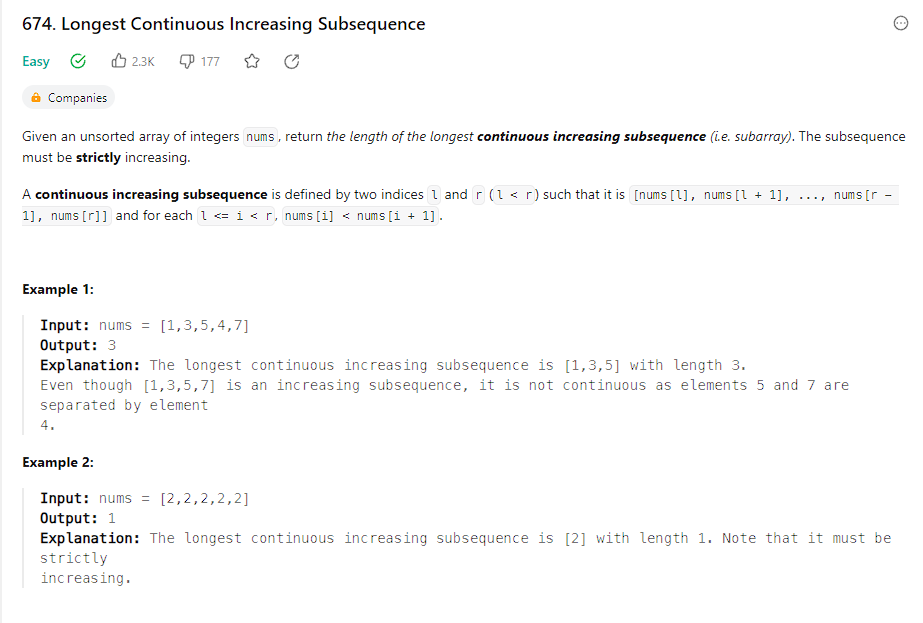 674. Longest Continuous Increasing Subsequence
Easy 2.3K 177
Companies
Given an unsorted array of integers nums, return the length of the longest continuous increasing subsequence (i.e. subarray). The subsequence
must be strictly increasing.
A continuous increasing subsequence is defined by two indices l and r (l < r) such that it is [nums[l], nums[l + 1], ..., nums[r -
1], nums[r]] and for each l <= i < r, nums[i] < nums[i + 1].
Example 1:
Input: nums = [1,3,5,4,7]
Output: 3
Explanation: The longest continuous increasing subsequence is [1,3,5] with length 3.
Even though [1,3,5,7] is an increasing subsequence, it is not continuous as elements 5 and 7 are
separated by element
4.
Example 2:
Input: nums = [2,2,2,2,2]
Output: 1
Explanation: The longest continuous increasing subsequence is [2] with length 1. Note that it must be
strictly
increasing.